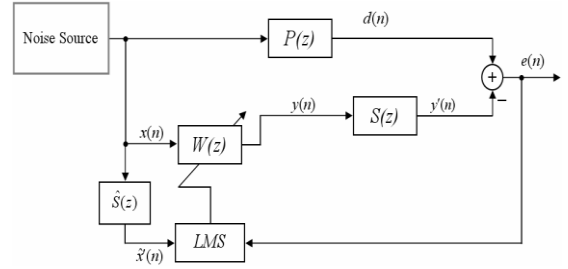 Noise Source
P(z)
d(n)
e(n)
+
−
x(n)
W(z)
y(n)
S(z)
y'(n)
Ŝ(z)
x̂'(n)
LMS